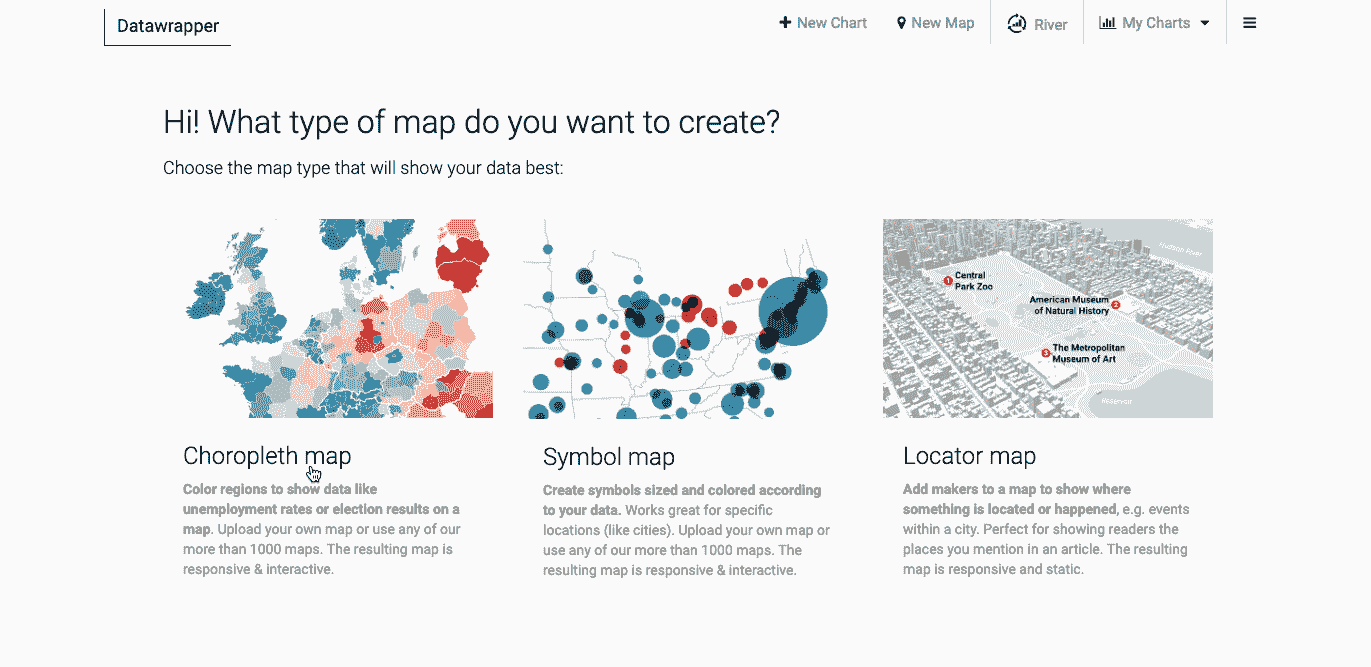 Datawrapper
New Chart
New Map
River
My Charts
Hi! What type of map do you want to create?
Choose the map type that will show your data best:
Hudson River
1 Central
Park Zoo
American Museum 2
of Natural History
3 The Metropolitan
Museum of Art
Reservoir
Choropleth map
Color regions to show data like
unemployment rates or election results on a
map. Upload your own map or use any of our
more than 1000 maps. The resulting map is
responsive & interactive.
Symbol map
Create symbols sized and colored according
to your data. Works great for specific
locations (like cities). Upload your own map or
use any of our more than 1000 maps. The
resulting map is responsive & interactive.
Locator map
Add makers to a map to show where
something is located or happened, e.g. events
within a city. Perfect for showing readers the
places you mention in an article. The resulting
map is responsive and static.